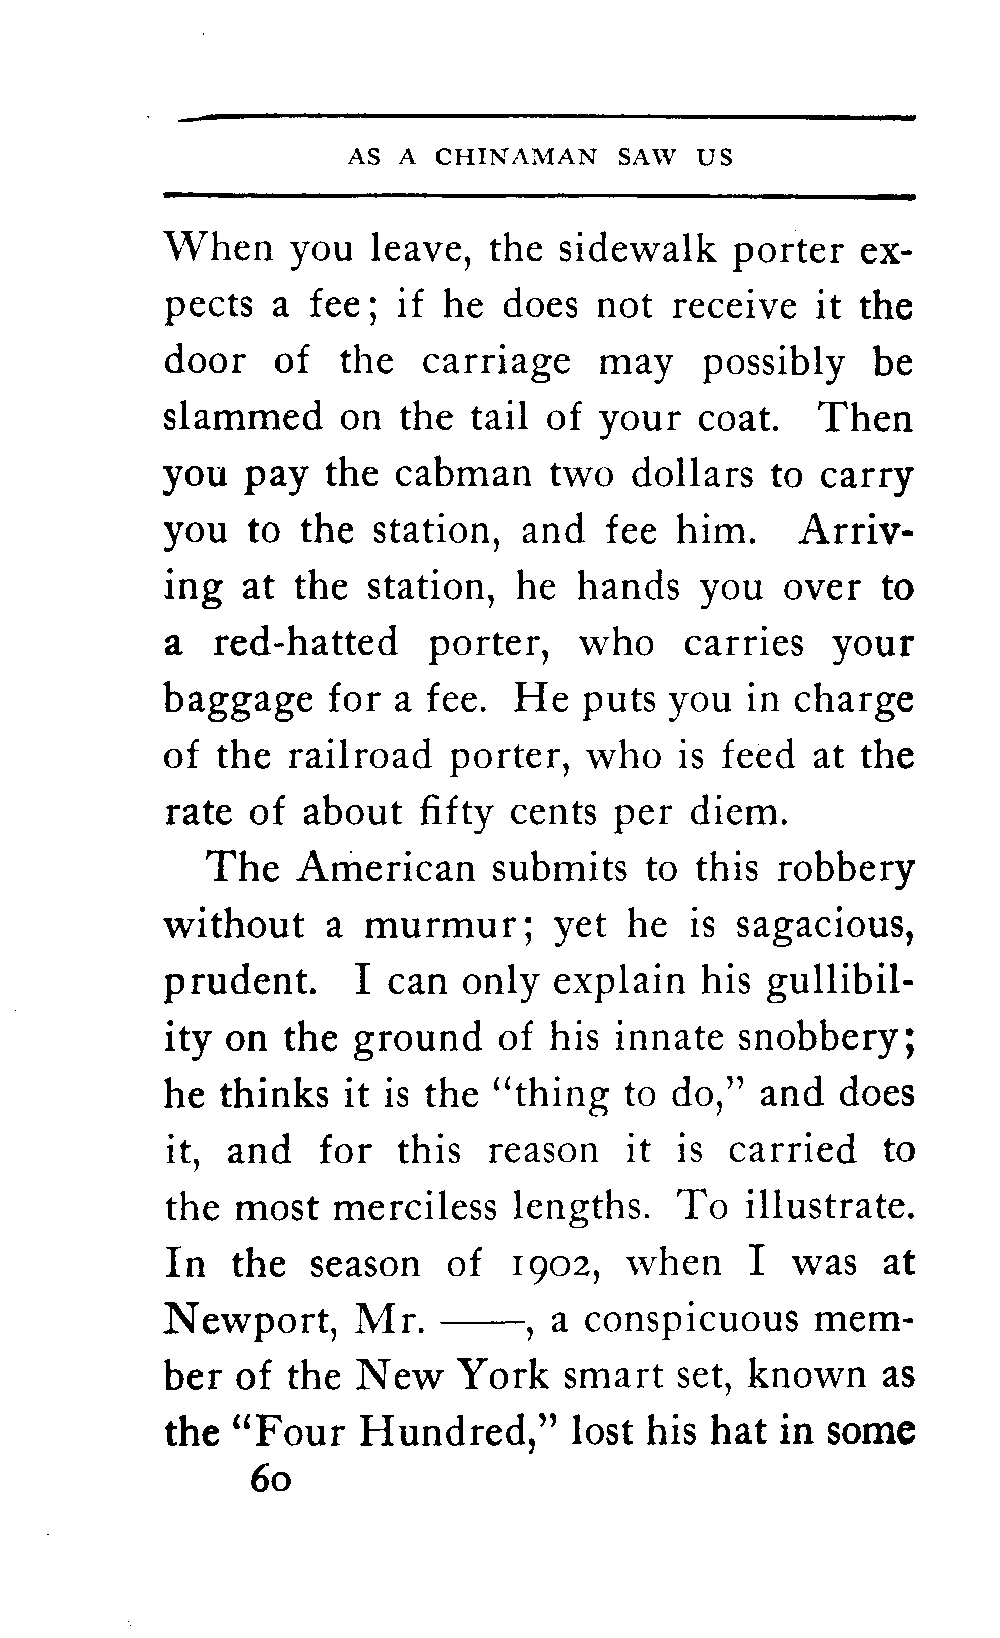 AS A CHINAMAN SAW US
When you leave, the sidewalk porter ex-
pects a fee; if he does not receive it the
door of the carriage may possibly be
slammed on the tail of your coat. Then
you pay the cabman two dollars to carry
you to the station, and fee him. Arriv-
ing at the station, he hands you over to
a red-hatted porter, who carries your
baggage for a fee. He puts you in charge
of the railroad porter, who is feed at the
rate of about fifty cents per diem.
The American submits to this robbery
without a murmur; yet he is sagacious,
prudent. I can only explain his gullibil-
ity on the ground of his innate snobbery;
he thinks it is the “thing to do,” and does
it, and for this reason it is carried to
the most merciless lengths. To illustrate.
In the season of 1902, when I was at
Newport, Mr. ——, a conspicuous mem-
ber of the New York smart set, known as
the “Four Hundred,” lost his hat in some
60